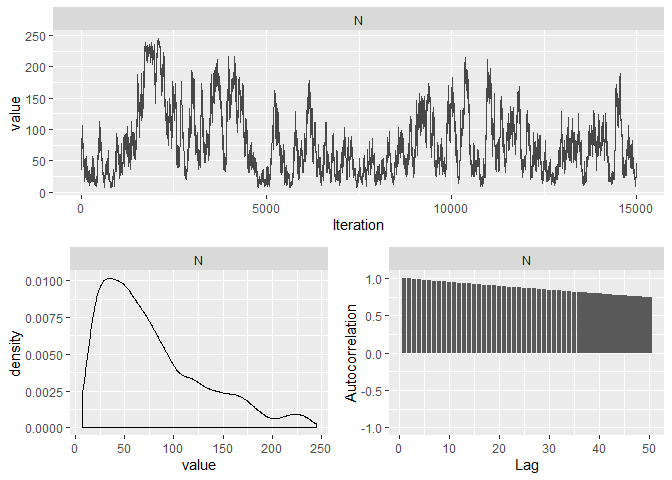 N
250
200
150
100
50
0
value
0 5000 10000 15000
Iteration
N
0.0100
0.0075
0.0050
0.0025
0.0000
density
0 50 100 150 200 250
value
N
1.0
0.5
0.0
-0.5
-1.0
Autocorrelation
0 10 20 30 40 50
Lag